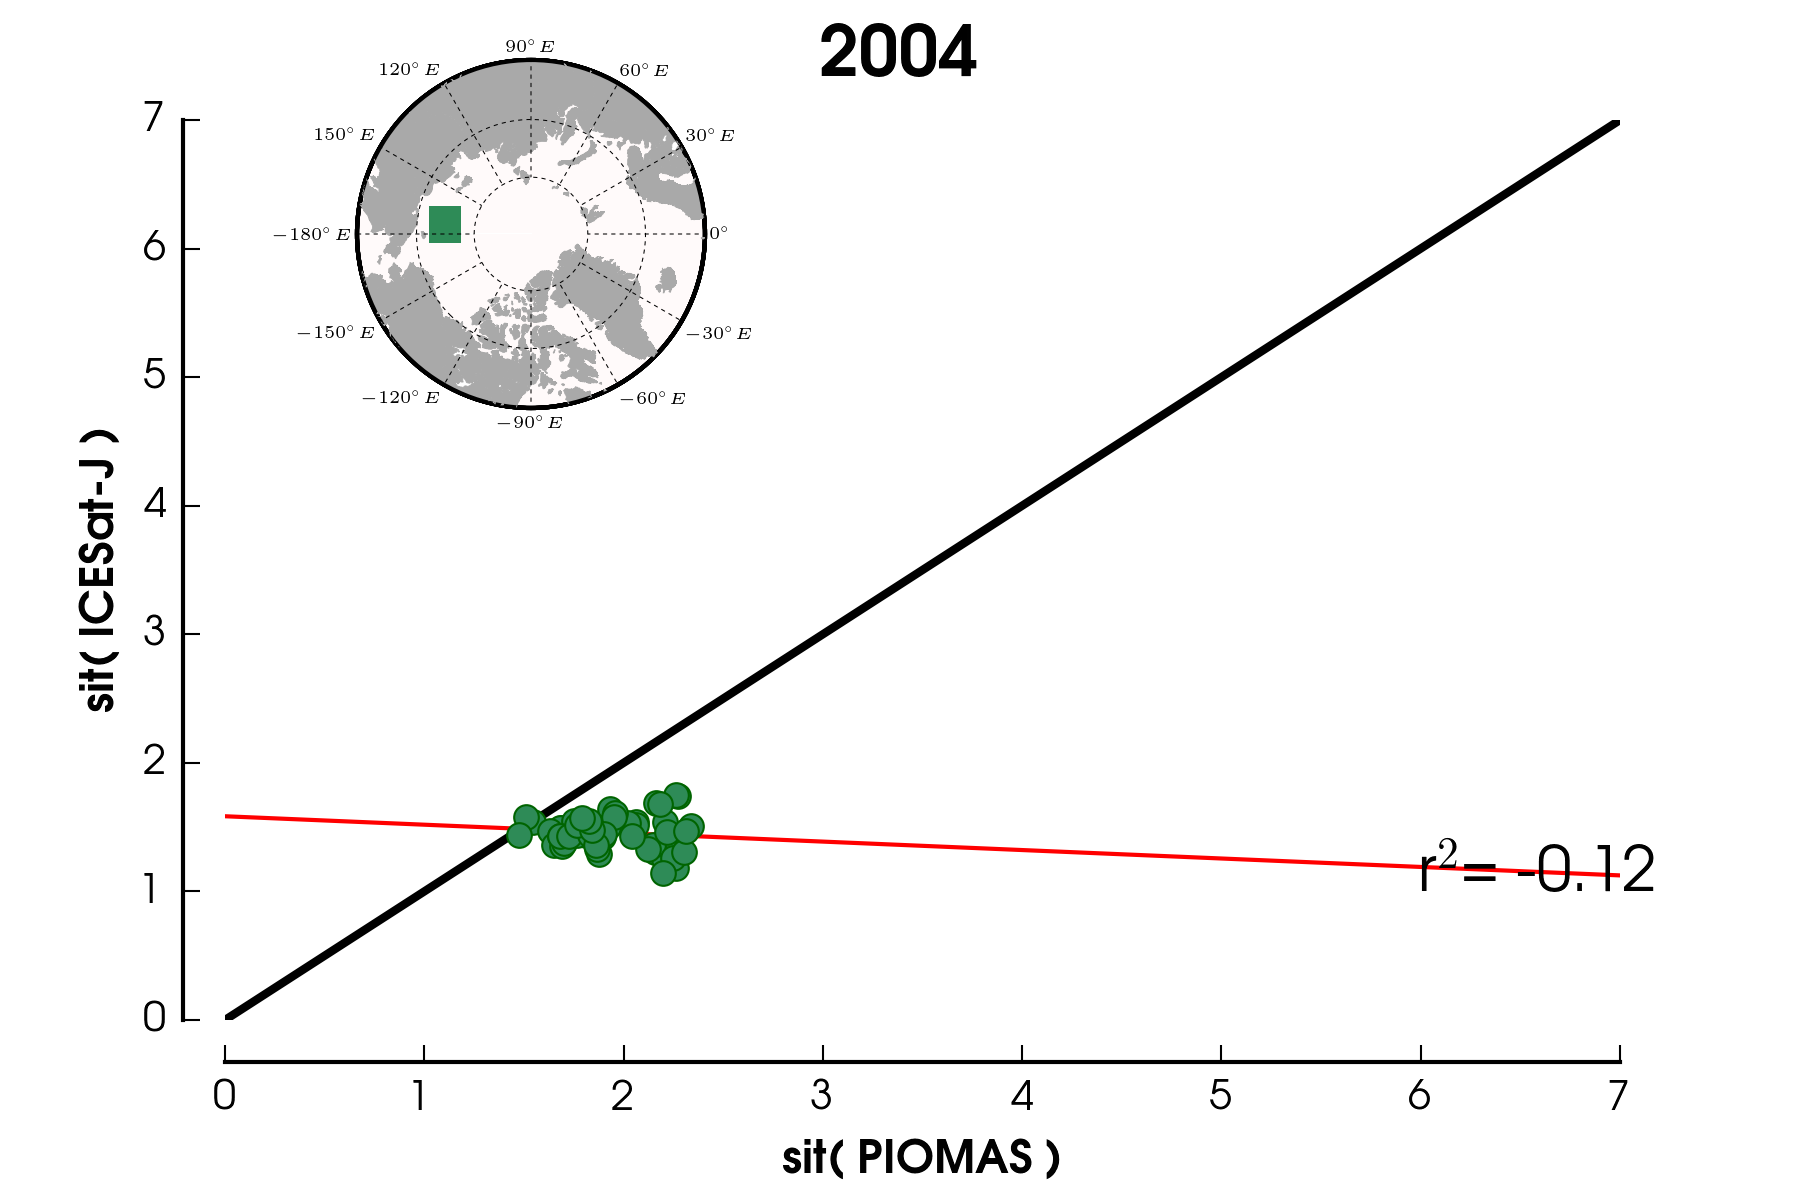 2004
90° E
120° E
60° E
150° E
30° E
−180° E
0°
−150° E
−30° E
−120° E
−60° E
−90° E
7
6
5
4
3
2
1
0
sit( ICESat-J )
r²= -0.12
0 1 2 3 4 5 6 7
sit( PIOMAS )